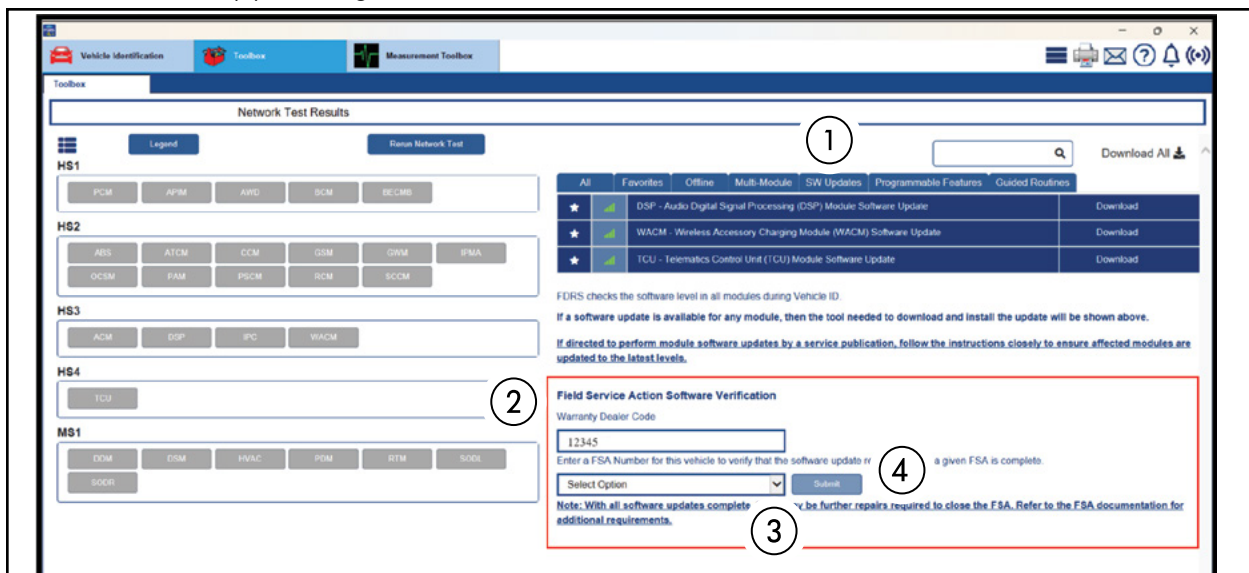 Vehicle Identification
Toolbox
Measurement Toolbox
Toolbox
Network Test Results
Legend
Rerun Network Test
Download All
HS1
PCM APIM AWD BCM BECMB
HS2
ABS ATCM CCM GSM GWM IPMA
OCSM PAM PSCM RCM SCCM
HS3
ACM DSP IPC WACM
HS4
TCU
MS1
DDM DSM HVAC PDM RTM SODL
SODR
1
All Favorites Offline Multi-Module SW Updates Programmable Features Guided Routines
DSP - Audio Digital Signal Processing (DSP) Module Software Update Download
WACM - Wireless Accessory Charging Module (WACM) Software Update Download
TCU - Telematics Control Unit (TCU) Module Software Update Download
FDRS checks the software level in all modules during Vehicle ID.
If a software update is available for any module, then the tool needed to download and install the update will be shown above.
If directed to perform module software updates by a service publication, follow the instructions closely to ensure affected modules are
updated to the latest levels.
2
Field Service Action Software Verification
Warranty Dealer Code
12345
Enter a FSA Number for this vehicle to verify that the software update a given FSA is complete.
4
Select Option Submit
Note: With all software updates complete be further repairs required to close the FSA. Refer to the FSA documentation for
additional requirements.
3